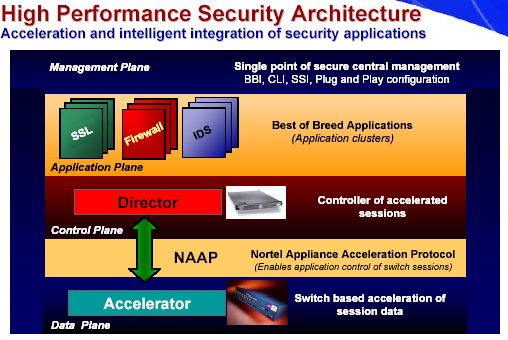 High Performance Security Architecture
Acceleration and intelligent integration of security applications
Management Plane
Single point of secure central management
BBI, CLI, SSI, Plug and Play configuration
SSL
Firewall
IDS
Best of Breed Applications
(Application clusters)
Application Plane
Director
Controller of accelerated
sessions
Control Plane
NAAP
Nortel Appliance Acceleration Protocol
(Enables application control of switch sessions)
Accelerator
Switch based acceleration of
session data
Data Plane